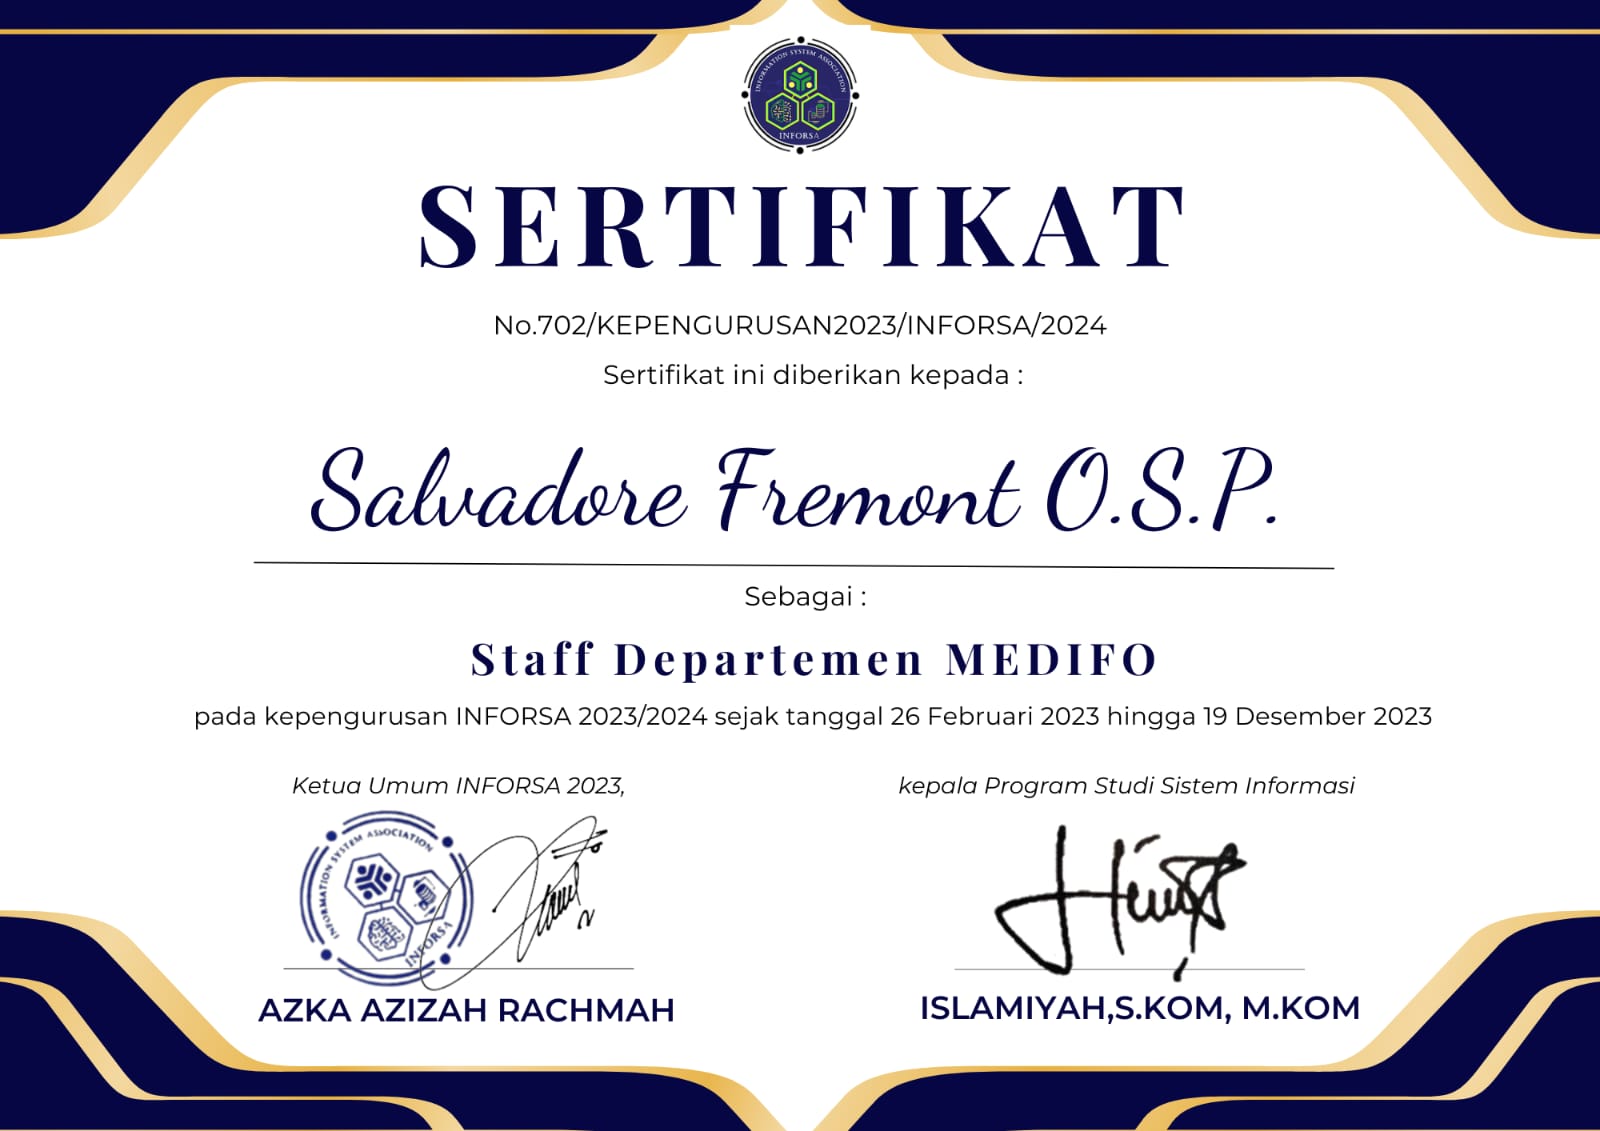 INFORMATION SYSTEM ASSOCIATION
INFORSA
SERTIFIKAT
No.702/KEPENGURUSAN2023/INFORSA/2024
Sertifikat ini diberikan kepada :
Salvadore Fremont O.S.P.
Sebagai :
Staff Departemen MEDIFO
pada kepengurusan INFORSA 2023/2024 sejak tanggal 26 Februari 2023 hingga 19 Desember 2023
Ketua Umum INFORSA 2023,
kepala Program Studi Sistem Informasi
INFORMATION SYSTEM ASSOCIATION
INFORSA
AZKA AZIZAH RACHMAH
ISLAMIYAH,S.KOM, M.KOM